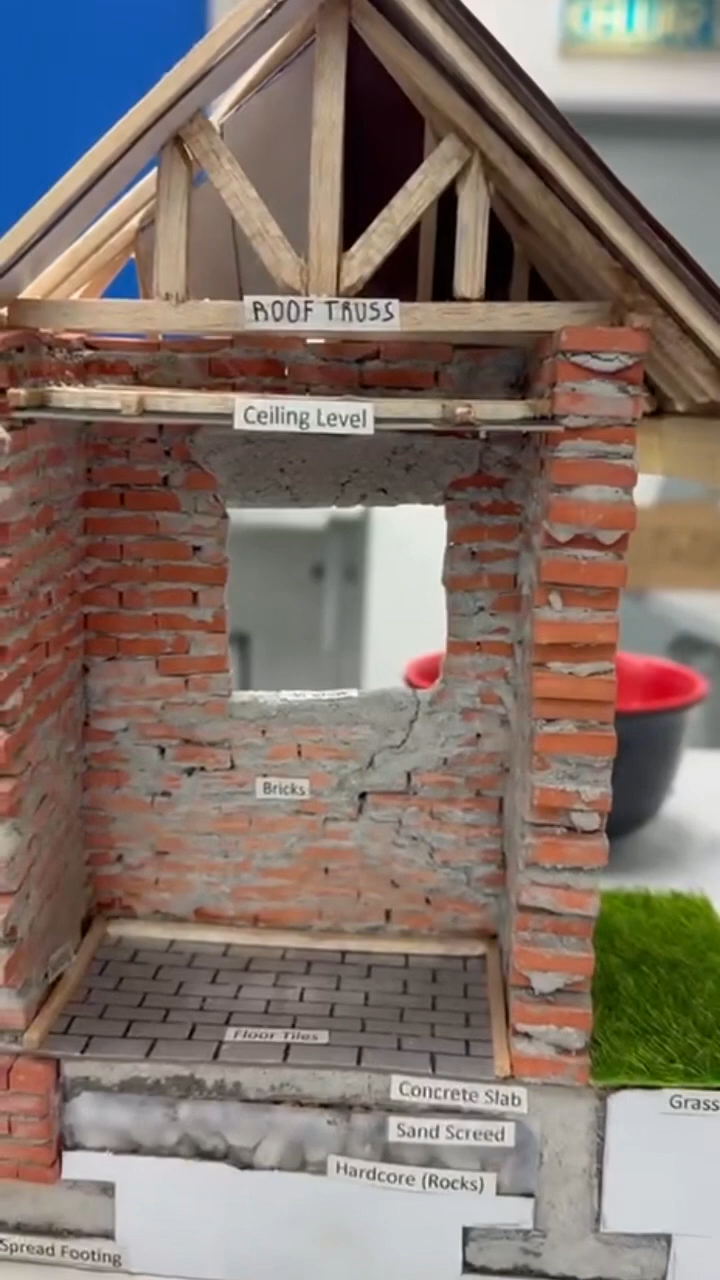 ROOF TRUSS
Ceiling Level
Bricks
Floor Tiles
Concrete Slab
Sand Screed
Grass
Hardcore (Rocks)
Spread Footing